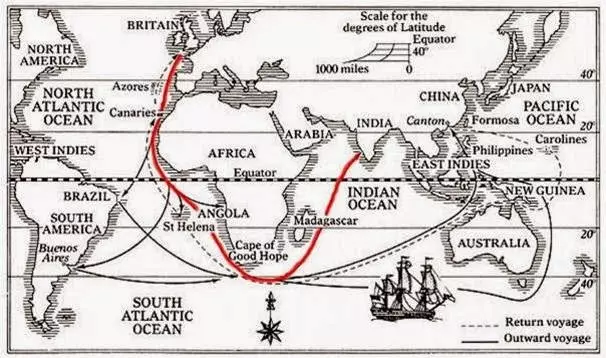 BRITAIN
Scale for the
degrees of Latitude
Equator
40°
1000 miles
0
NORTH
AMERICA
40°
Azores
NORTH
ATLANTIC
OCEAN
CHINA
JAPAN
PACIFIC
OCEAN
Canaries
Canton
Formosa
20°
ARABIA
INDIA
Carolines
WEST INDIES
AFRICA
Philippines
EAST INDIES
Equator
BRAZIL
INDIAN
OCEAN
NEW GUINEA
ANGOLA
St Helena
Madagascar
SOUTH
AMERICA
20°
Buenos
Aires
Cape of
Good Hope
AUSTRALIA
40°
SOUTH
ATLANTIC
OCEAN
Return voyage
Outward voyage